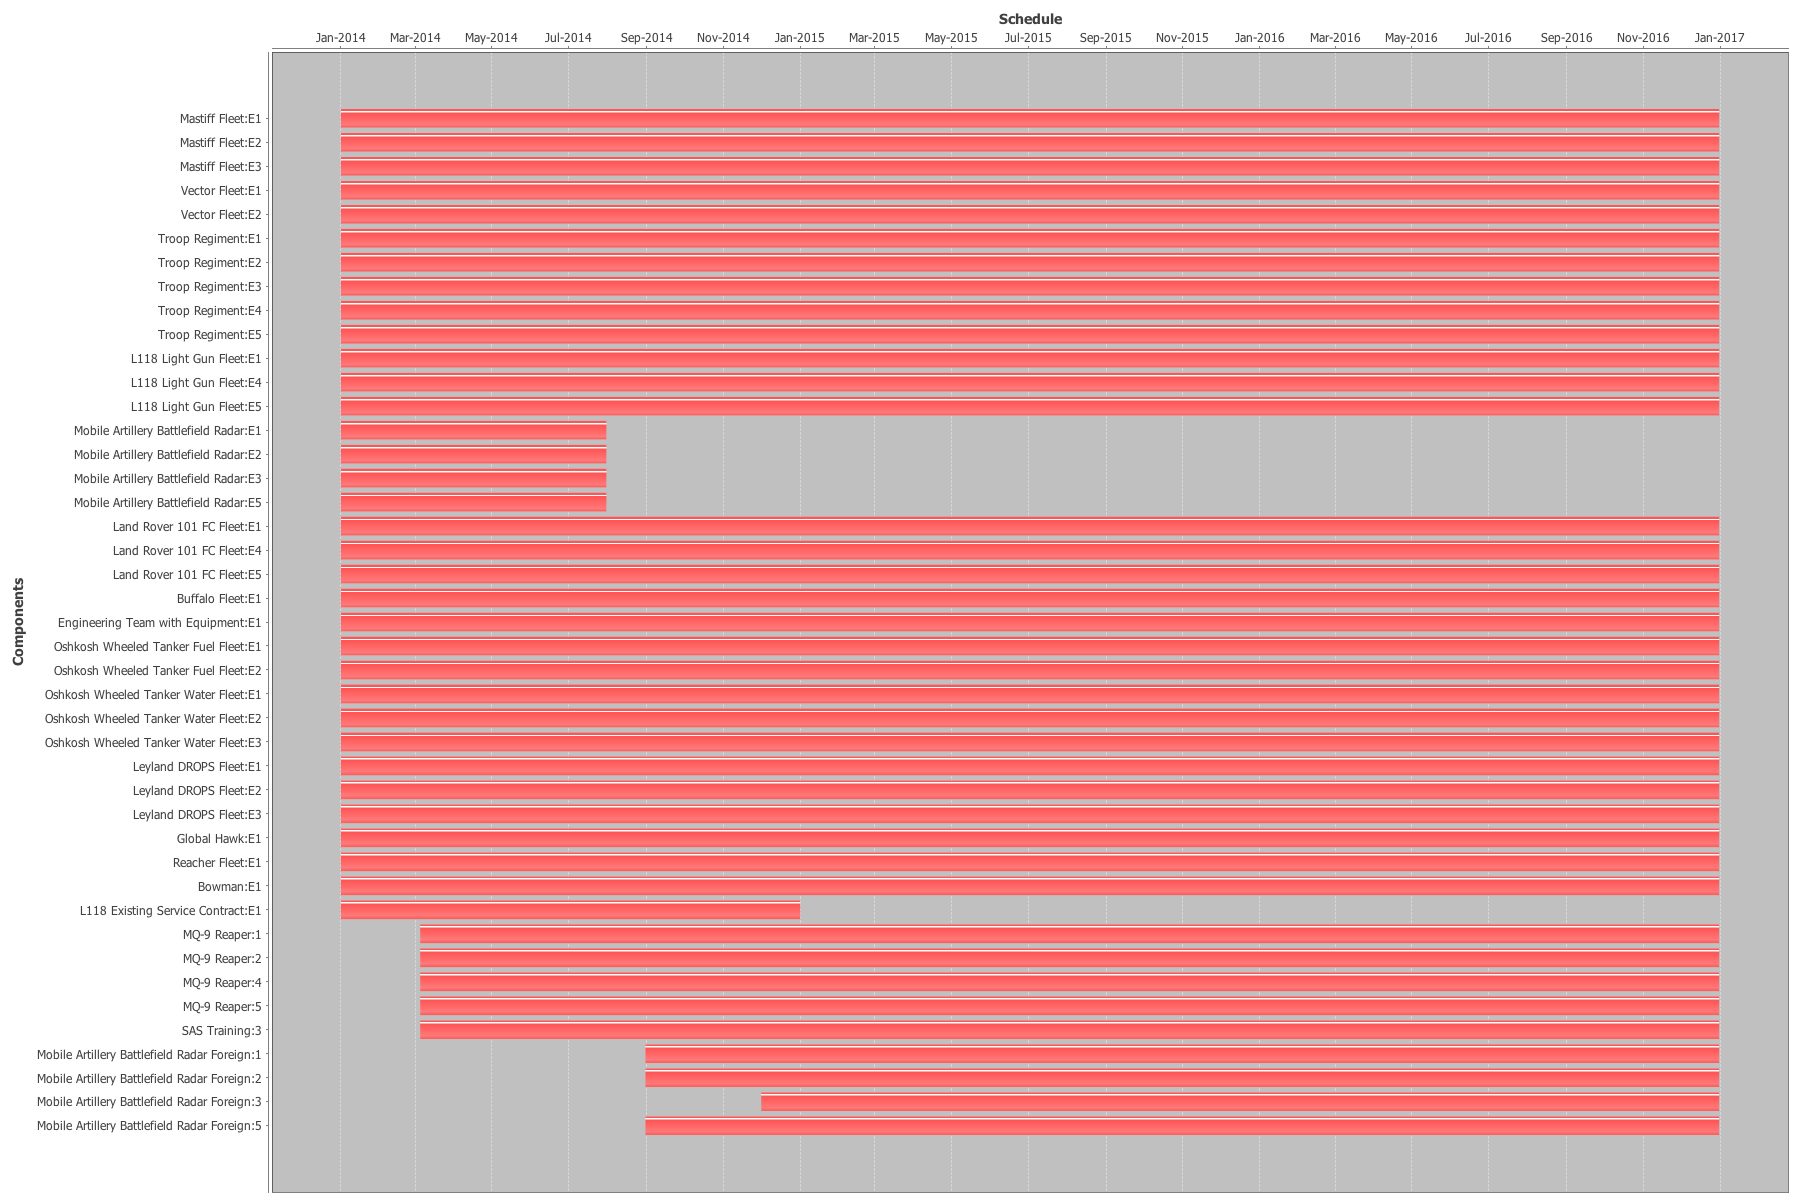 Schedule
Jan-2014 Mar-2014 May-2014 Jul-2014 Sep-2014 Nov-2014 Jan-2015 Mar-2015 May-2015 Jul-2015 Sep-2015 Nov-2015 Jan-2016 Mar-2016 May-2016 Jul-2016 Sep-2016 Nov-2016 Jan-2017
Components
Mastiff Fleet:E1
Mastiff Fleet:E2
Mastiff Fleet:E3
Vector Fleet:E1
Vector Fleet:E2
Troop Regiment:E1
Troop Regiment:E2
Troop Regiment:E3
Troop Regiment:E4
Troop Regiment:E5
L118 Light Gun Fleet:E1
L118 Light Gun Fleet:E4
L118 Light Gun Fleet:E5
Mobile Artillery Battlefield Radar:E1
Mobile Artillery Battlefield Radar:E2
Mobile Artillery Battlefield Radar:E3
Mobile Artillery Battlefield Radar:E5
Land Rover 101 FC Fleet:E1
Land Rover 101 FC Fleet:E4
Land Rover 101 FC Fleet:E5
Buffalo Fleet:E1
Engineering Team with Equipment:E1
Oshkosh Wheeled Tanker Fuel Fleet:E1
Oshkosh Wheeled Tanker Fuel Fleet:E2
Oshkosh Wheeled Tanker Water Fleet:E1
Oshkosh Wheeled Tanker Water Fleet:E2
Oshkosh Wheeled Tanker Water Fleet:E3
Leyland DROPS Fleet:E1
Leyland DROPS Fleet:E2
Leyland DROPS Fleet:E3
Global Hawk:E1
Reacher Fleet:E1
Bowman:E1
L118 Existing Service Contract:E1
MQ-9 Reaper:1
MQ-9 Reaper:2
MQ-9 Reaper:4
MQ-9 Reaper:5
SAS Training:3
Mobile Artillery Battlefield Radar Foreign:1
Mobile Artillery Battlefield Radar Foreign:2
Mobile Artillery Battlefield Radar Foreign:3
Mobile Artillery Battlefield Radar Foreign:5